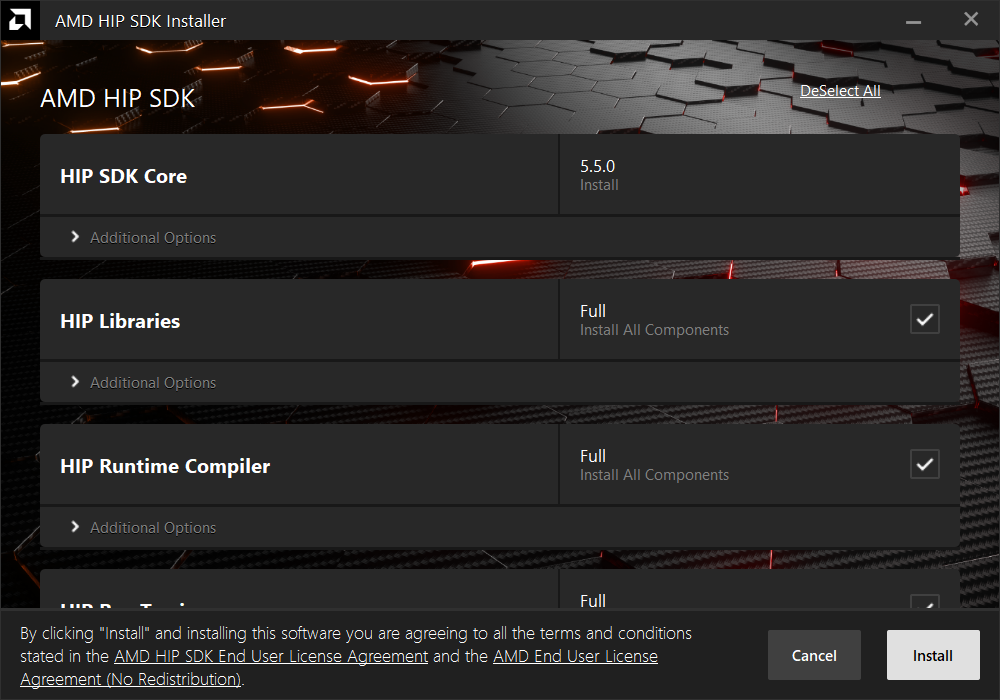 AMD HIP SDK Installer
AMD HIP SDK
DeSelect All
HIP SDK Core
5.5.0
Install
Additional Options
HIP Libraries
Full
Install All Components
Additional Options
HIP Runtime Compiler
Full
Install All Components
Additional Options
HIP Ray Tracing
Full
By clicking "Install" and installing this software you are agreeing to all the terms and conditions
stated in the AMD HIP SDK End User License Agreement and the AMD End User License
Agreement (No Redistribution).
Cancel
Install